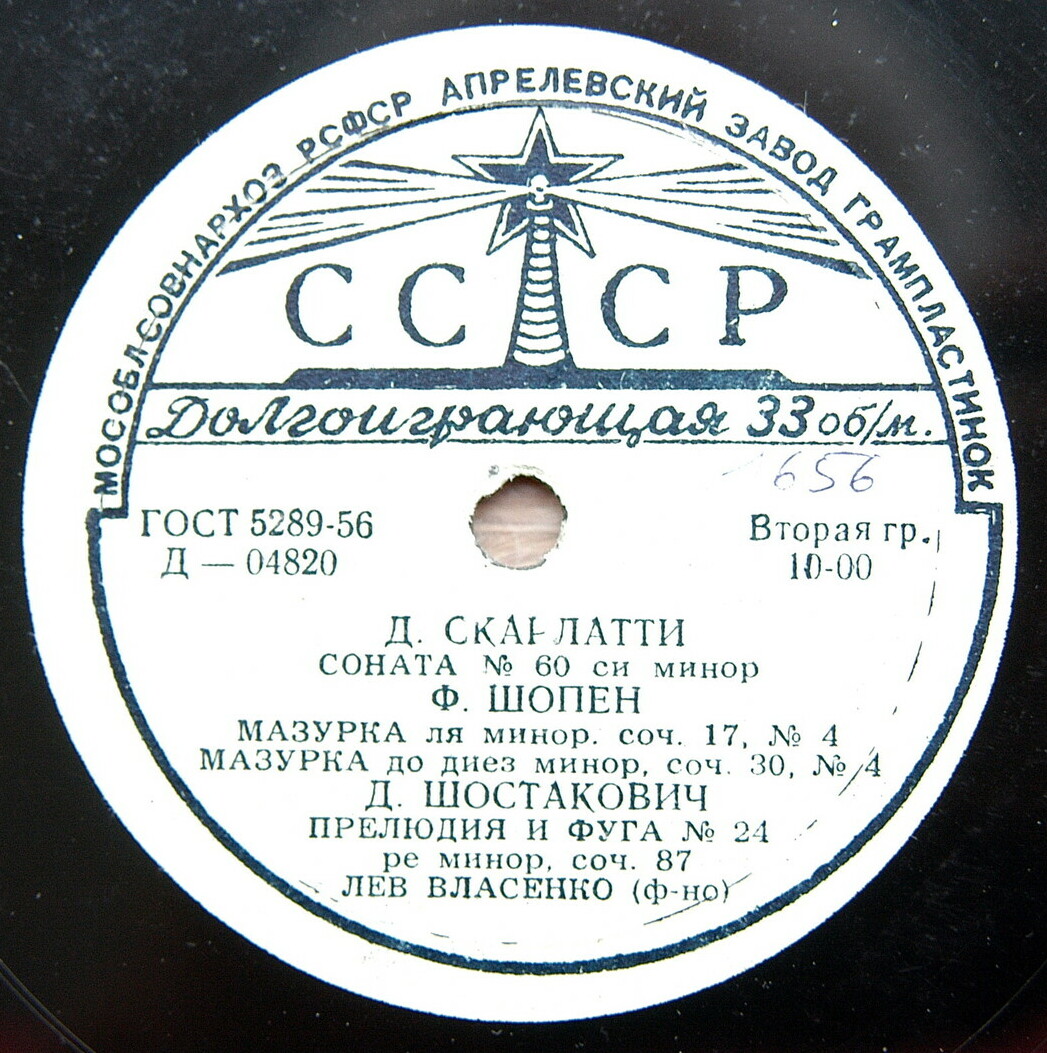 МОСОБЛСОВНАРХОЗ РСФСР АПРЕЛЕВСКИЙ ЗАВОД ГРАМПЛАСТИНОК
СССР
Долгоиграющая 33 об/м.
656
ГОСТ 5289-56
Д — 04820
Вторая гр.
10-00
Д. СКАРЛАТТИ
СОНАТА № 60 си минор
Ф. ШОПЕН
МАЗУРКА ля минор. соч. 17, № 4
МАЗУРКА до диез минор, соч. 30, № 4
Д. ШОСТАКОВИЧ
ПРЕЛЮДИЯ И ФУГА № 24
ре минор, соч. 87
ЛЕВ ВЛАСЕНКО (ф-но)